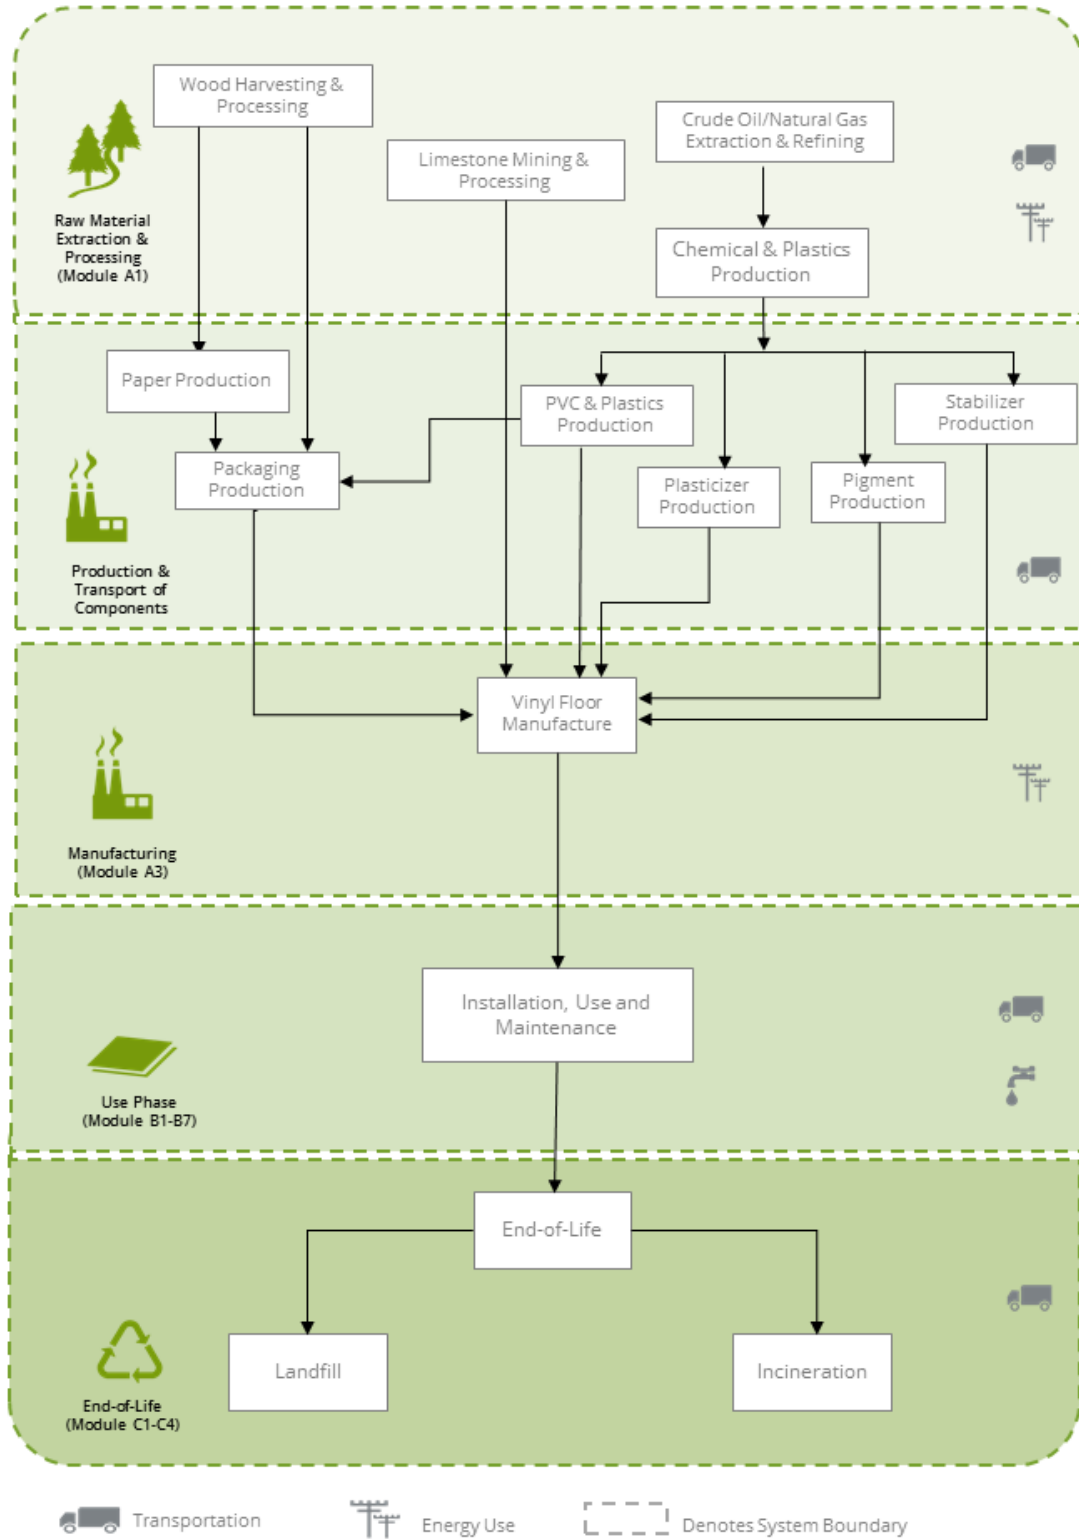 Wood Harvesting &
Processing
Crude Oil/Natural Gas
Extraction & Refining
Limestone Mining &
Processing
Raw Material
Extraction &
Processing
(Module A1)
Chemical & Plastics
Production
Paper Production
PVC & Plastics
Production
Stabilizer
Production
Packaging
Production
Plasticizer
Production
Pigment
Production
Production &
Transport of
Components
Vinyl Floor
Manufacture
Manufacturing
(Module A3)
Installation, Use and
Maintenance
Use Phase
(Module B1-B7)
End-of-Life
Landfill
Incineration
End-of-Life
(Module C1-C4)
Transportation
Energy Use
Denotes System Boundary